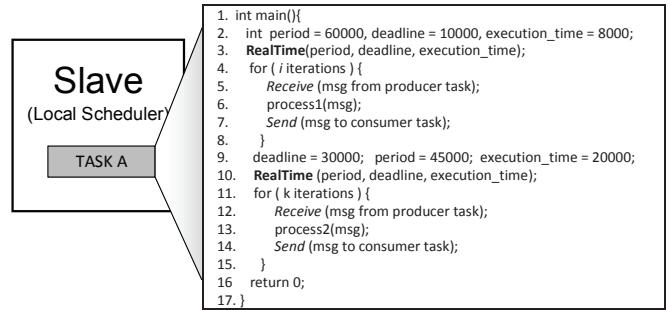 Slave
(Local Scheduler)
TASK A
1. int main(){
2. int period = 60000, deadline = 10000, execution_time = 8000;
3. RealTime(period, deadline, execution_time);
4. for ( i iterations ) {
5. Receive (msg from producer task);
6. process1(msg);
7. Send (msg to consumer task);
8. }
9. deadline = 30000; period = 45000; execution_time = 20000;
10. RealTime (period, deadline, execution_time);
11. for ( k iterations ) {
12. Receive (msg from producer task);
13. process2(msg);
14. Send (msg to consumer task);
15. }
16 return 0;
17. }